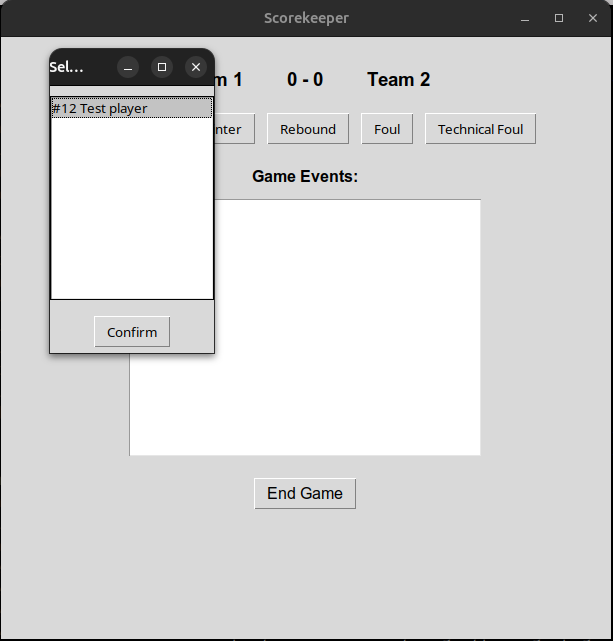 Scorekeeper
Sel...
m 1 0 - 0 Team 2
#12 Test player
nter Rebound Foul Technical Foul
Game Events:
Confirm
End Game